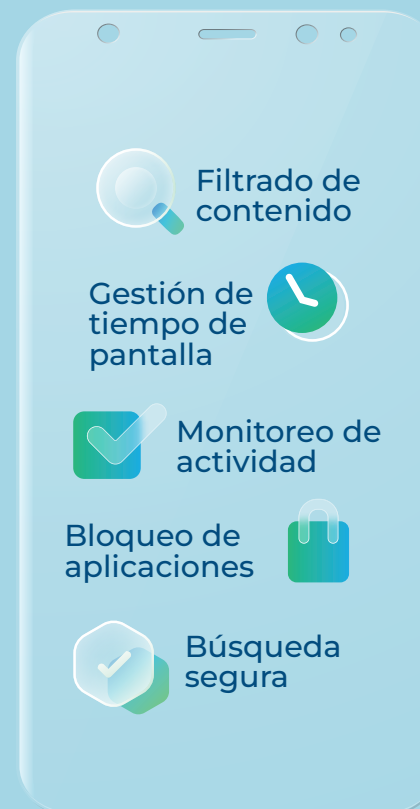 Filtrado de
contenido
Gestión de
tiempo de
pantalla
Monitoreo de
actividad
Bloqueo de
aplicaciones
Búsqueda
segura